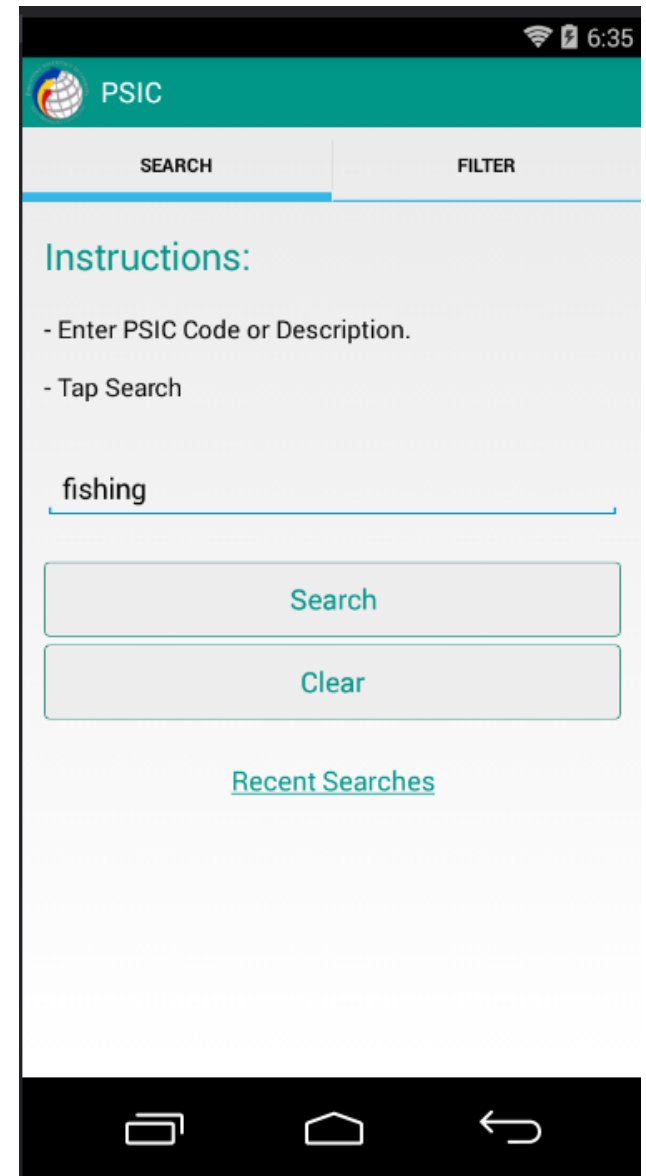 6:35
PSIC
SEARCH FILTER
Instructions:
- Enter PSIC Code or Description.
- Tap Search
fishing
Search
Clear
Recent Searches